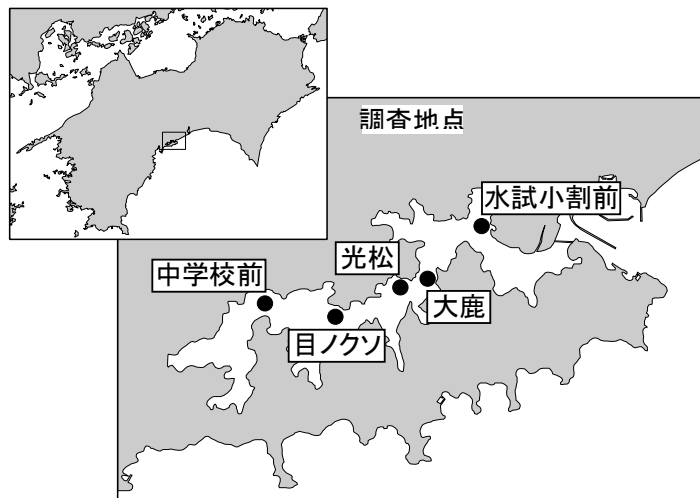 調査地点
水試小割前
光松
中学校前
大鹿
目ノクソ